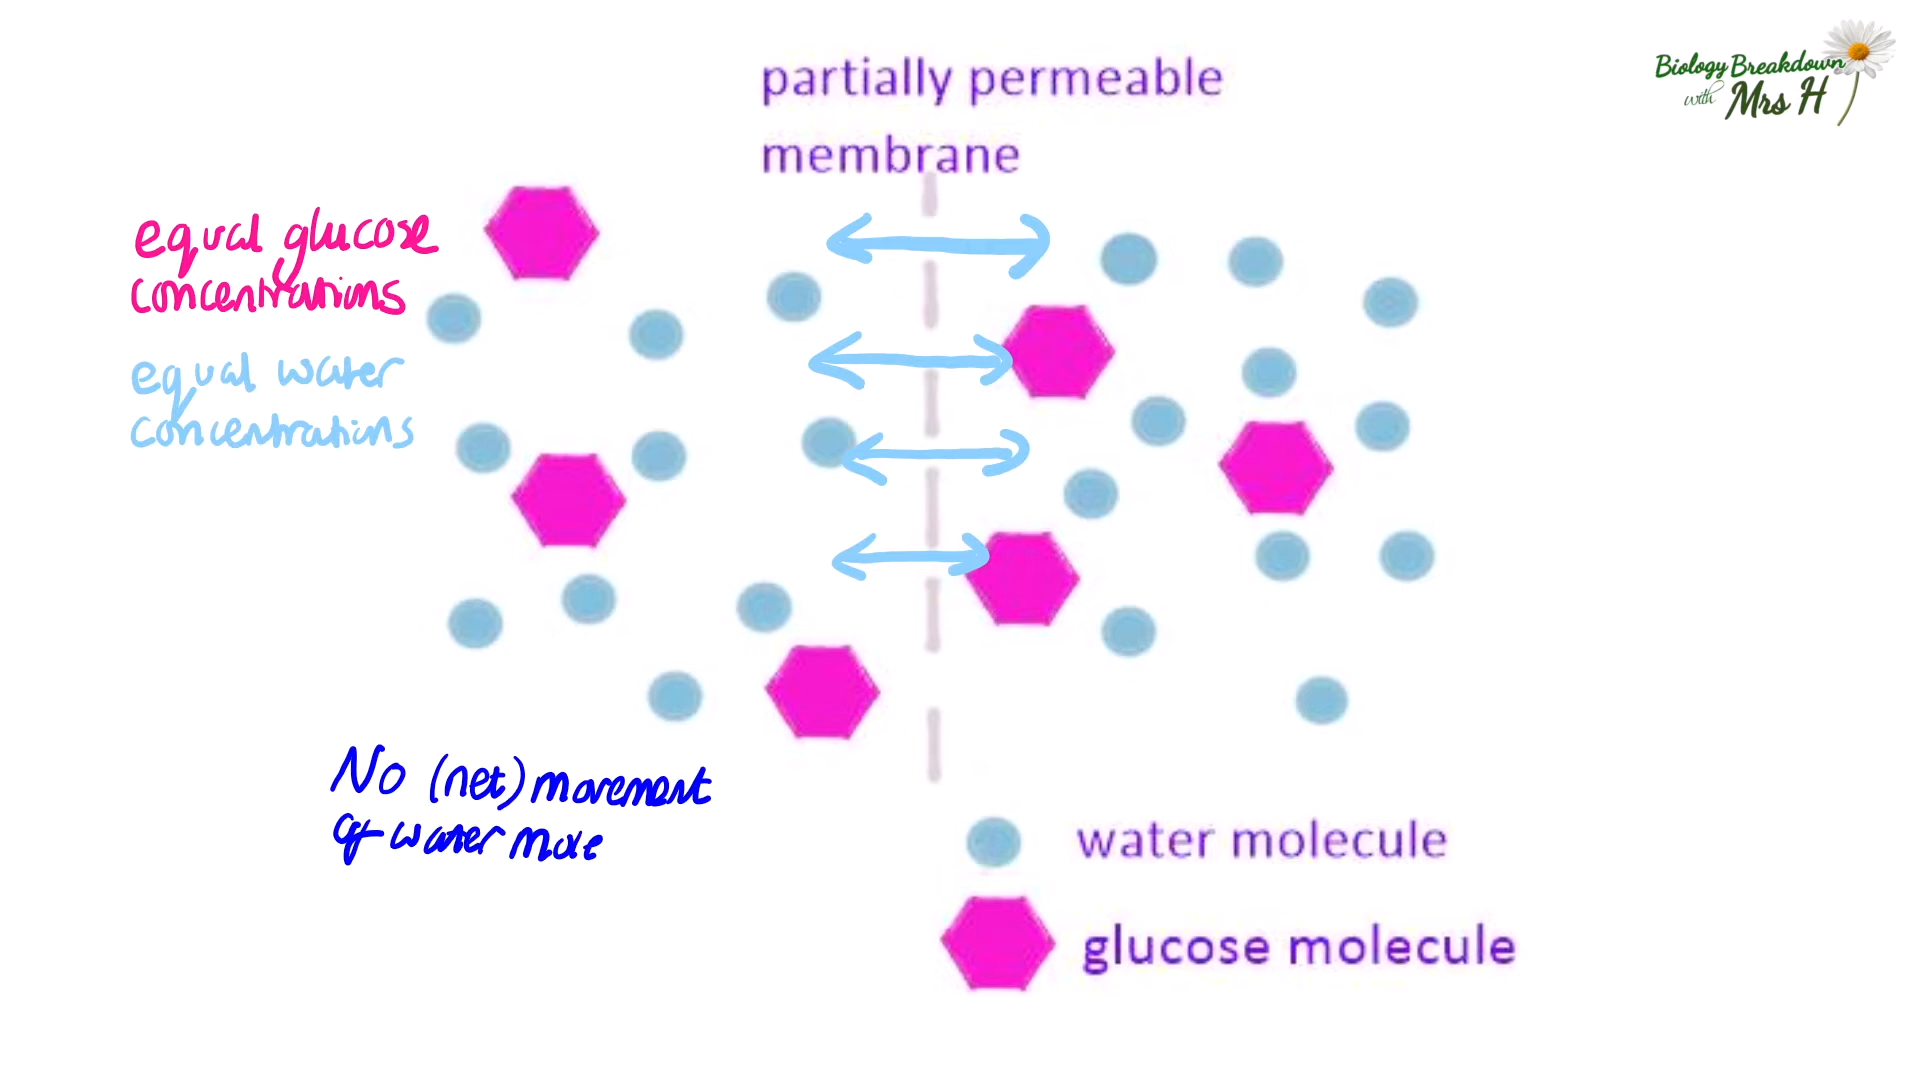 Biology Breakdown
with Mrs H
partially permeable
membrane
equal glucose
concentrations
equal water
concentrations
No (net) movement
of water more
water molecule
glucose molecule